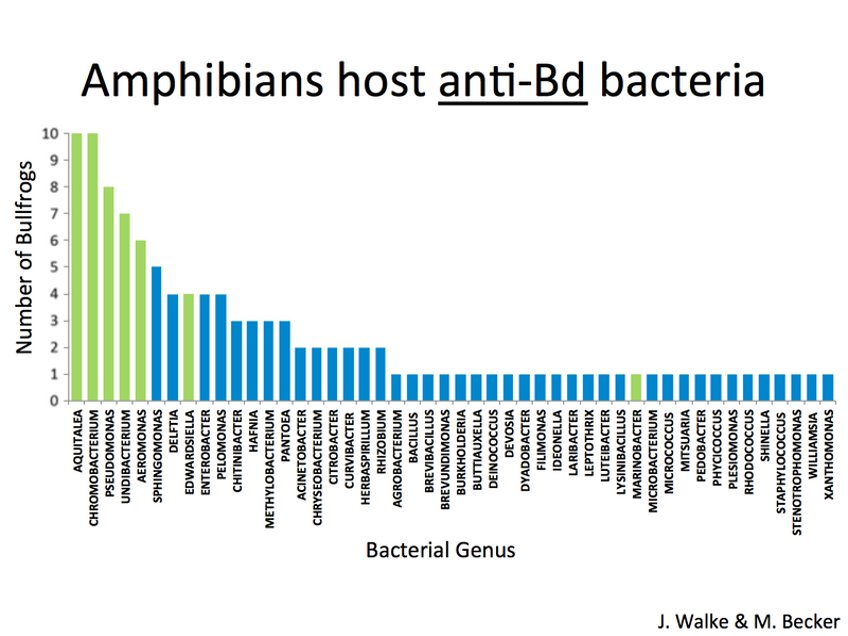 Amphibians host anti-Bd bacteria
Number of Bullfrogs
10
9
8
7
6
5
4
3
2
1
0
AQUITALEA
CHROMOBACTERIUM
PSEUDOMONAS
UNDIBACTERIUM
AEROMONAS
SPHINGOMONAS
DELFTIA
EDWARDSIELLA
ENTEROBACTER
PELOMONAS
CHITINIBACTER
HAFNIA
METHYLOBACTERIUM
PANTOEA
ACINETOBACTER
CHRYSEOBACTERIUM
CITROBACTER
CURVIBACTER
HERBASPIRILLUM
RHIZOBIUM
AGROBACTERIUM
BACILLUS
BREVIBACILLUS
BREVUNDIMONAS
BURKHOLDERIA
BUTTIAUXELLA
DEINOCOCCUS
DEVOSIA
DYADOBACTER
FILIMONAS
IDEONELLA
LARIBACTER
LEPTOTHRIX
LUTEIBACTER
LYSINIBACILLUS
MARINOBACTER
MICROBACTERIUM
MICROCOCCUS
MITSUARIA
PEDOBACTER
PHYCICOCCUS
PLESIOMONAS
RHODOCOCCUS
SHINELLA
STAPHYLOCOCCUS
STENOTROPHOMONAS
WILLIAMSIA
XANTHOMONAS
Bacterial Genus
J. Walke & M. Becker